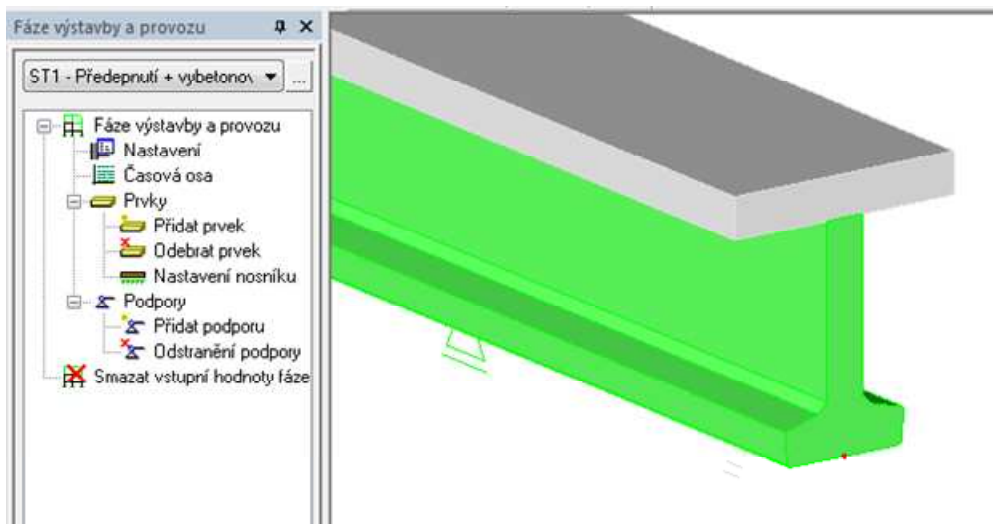 Fáze výstavby a provozu
ST1 - Předepnutí + vybetonov
...
Fáze výstavby a provozu
Nastavení
Časová osa
Prvky
Přidat prvek
Odebrat prvek
Nastavení nosníku
Podpory
Přidat podporu
Odstranění podpory
Smazat vstupní hodnoty fáze